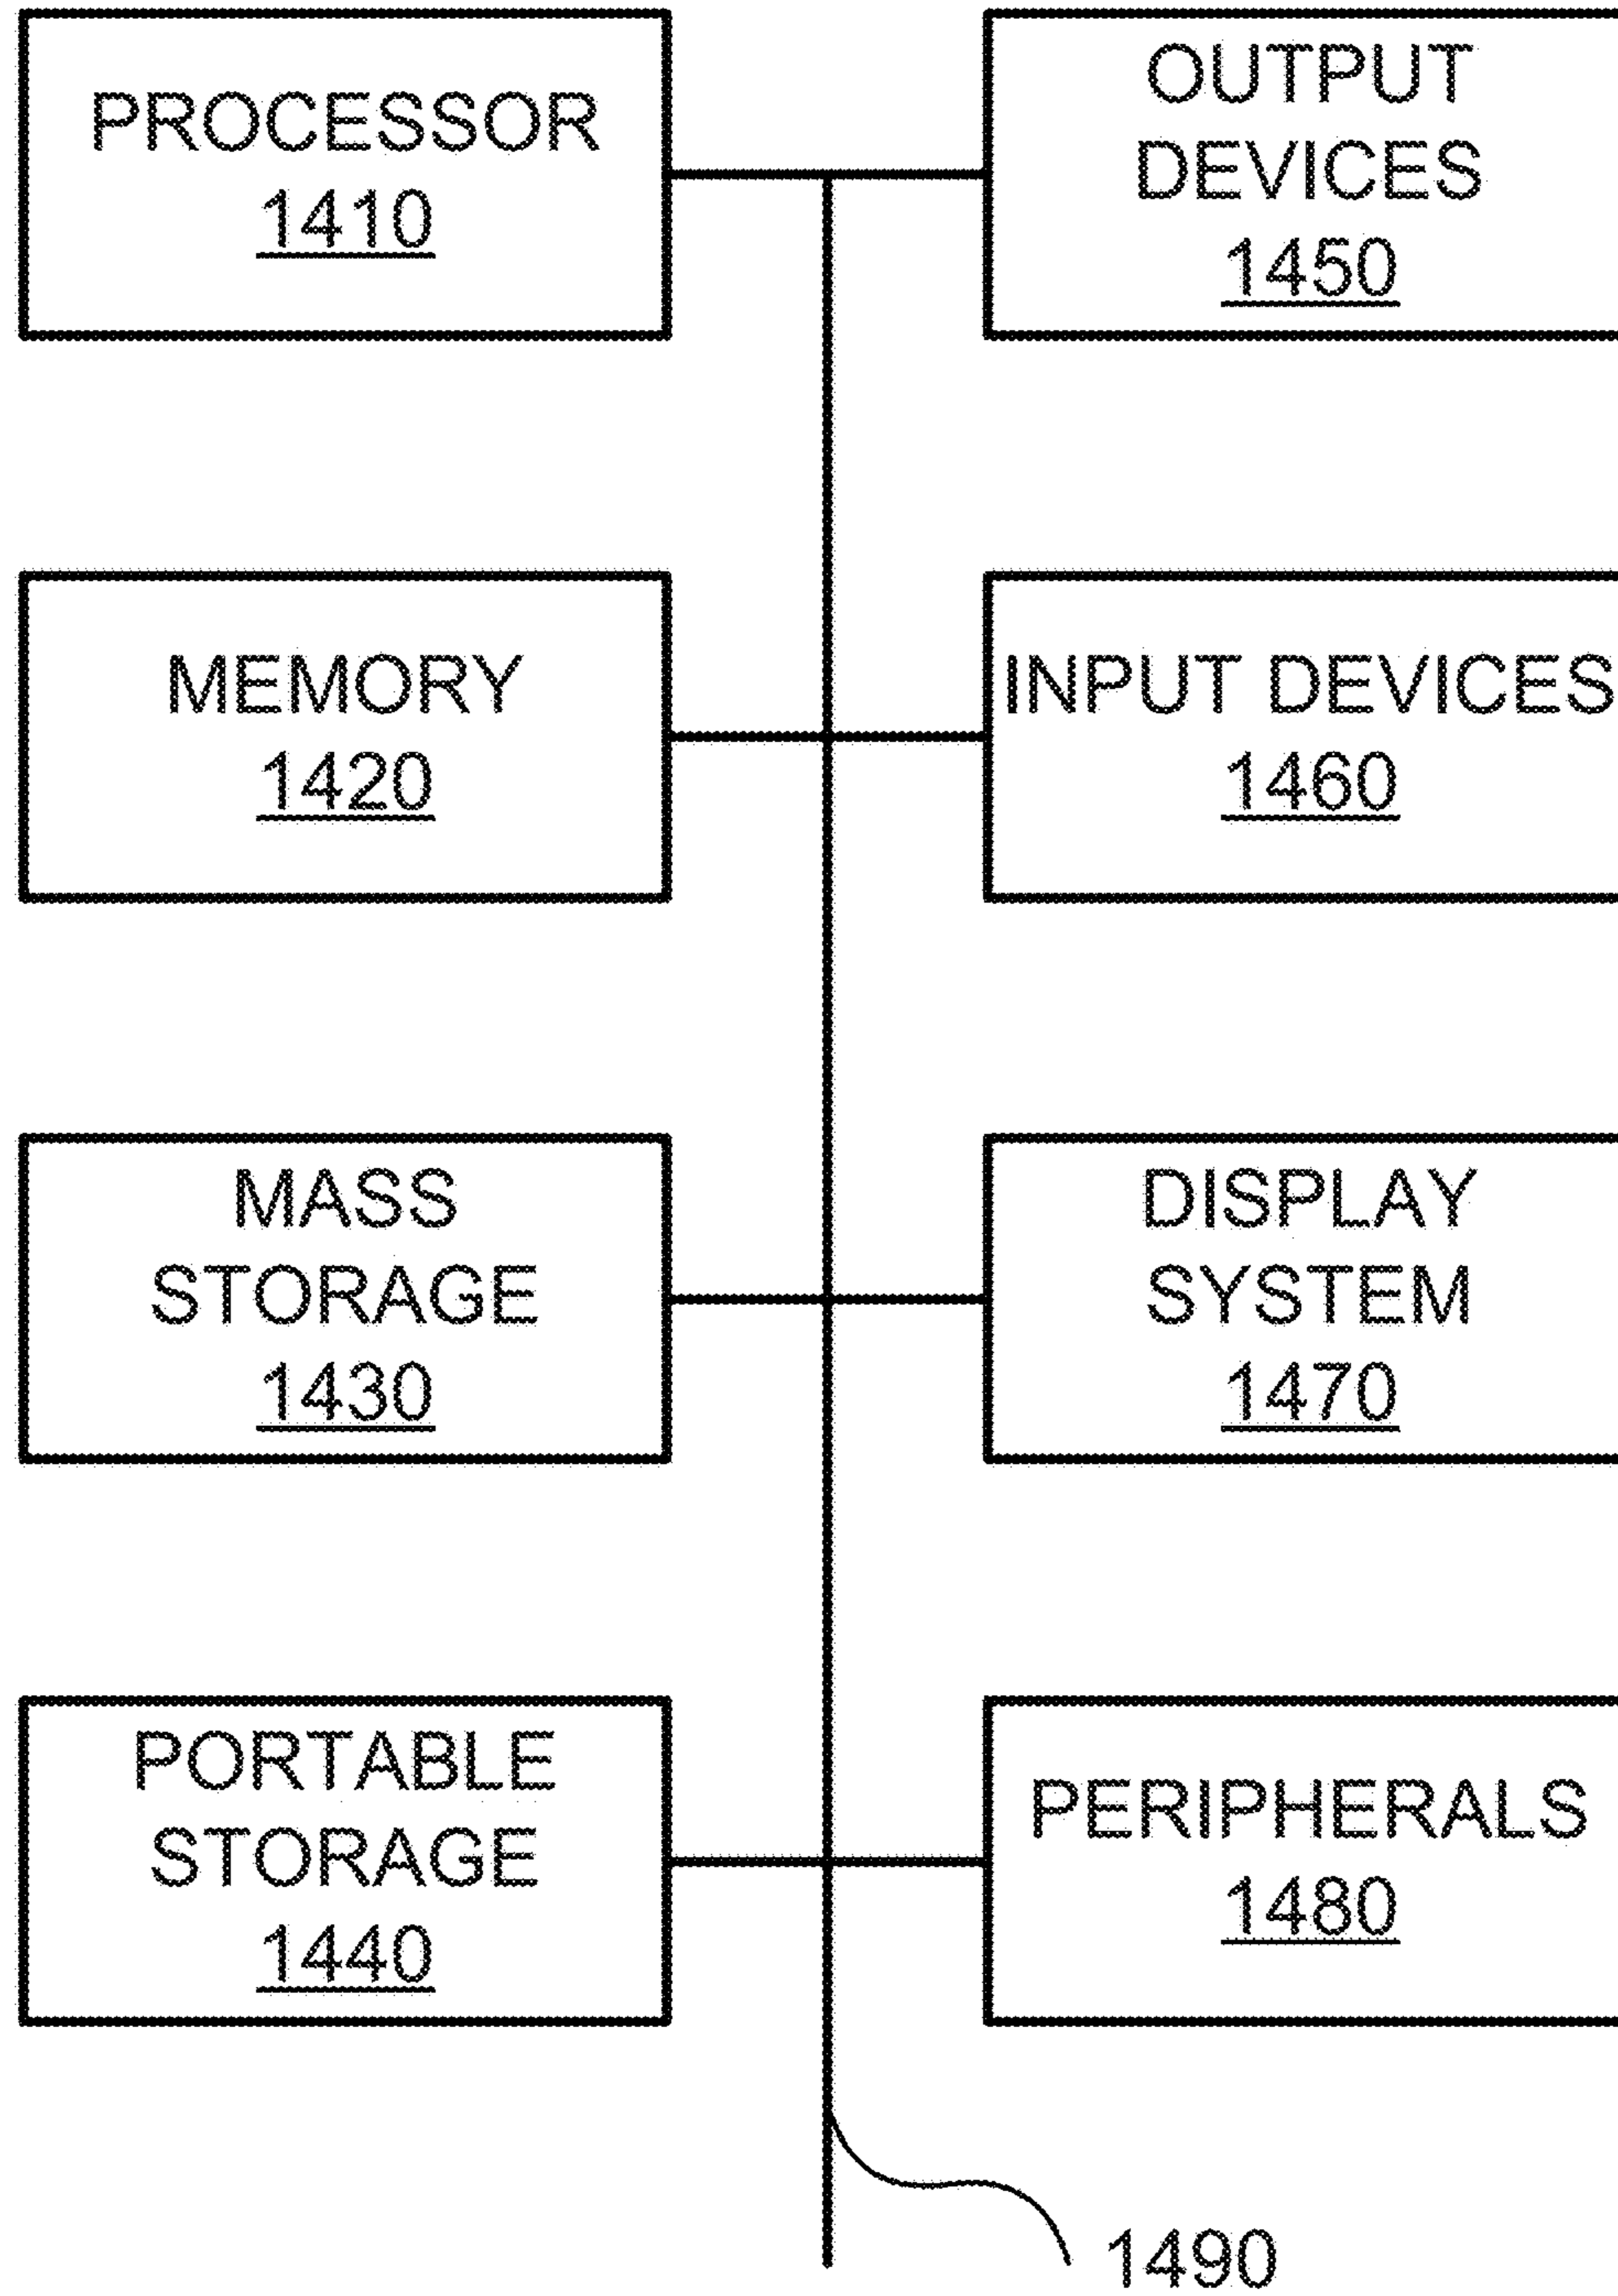 PROCESSOR
1410
OUTPUT
DEVICES
1450
MEMORY
1420
INPUT DEVICES
1460
MASS
STORAGE
1430
DISPLAY
SYSTEM
1470
PORTABLE
STORAGE
1440
PERIPHERALS
1480
1490